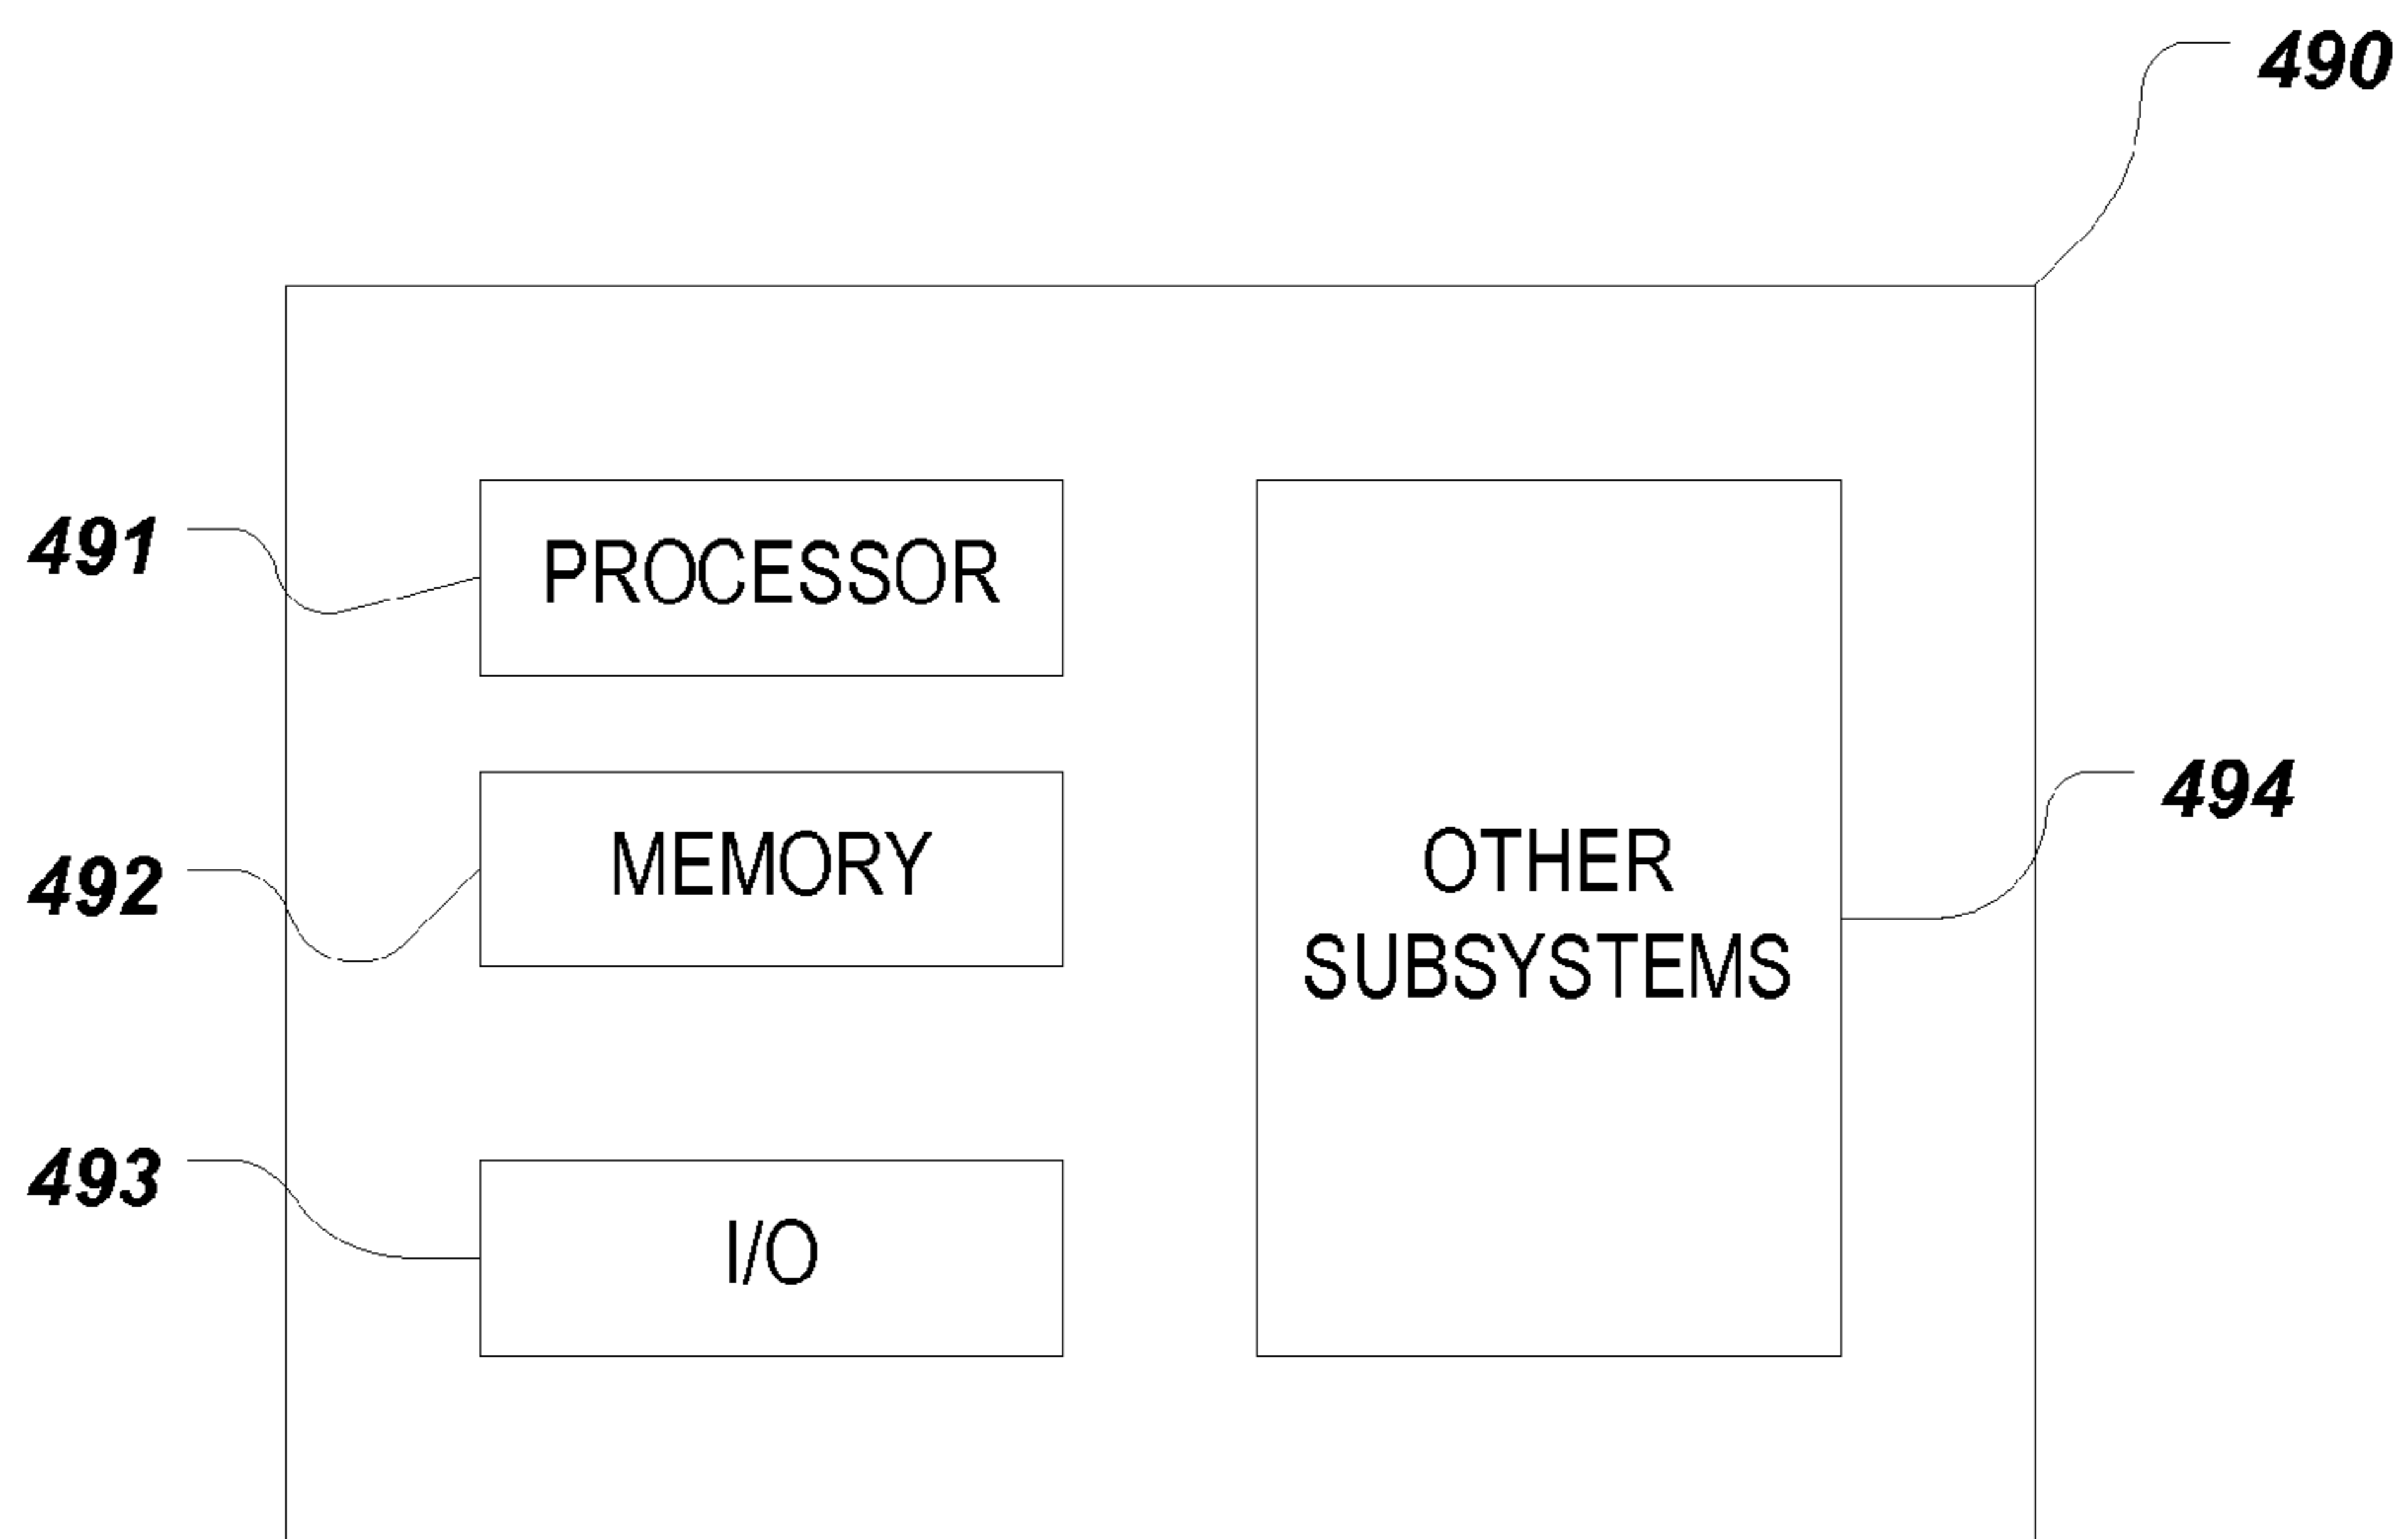 490
491
PROCESSOR
492
MEMORY
493
I/O
OTHER
SUBSYSTEMS
494